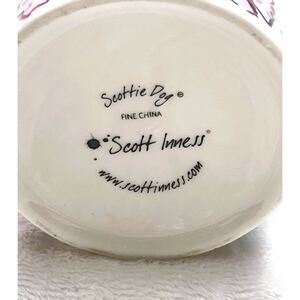 Scottie Dog ©
FINE CHINA
"Scott Inness"
www.scottinness.com